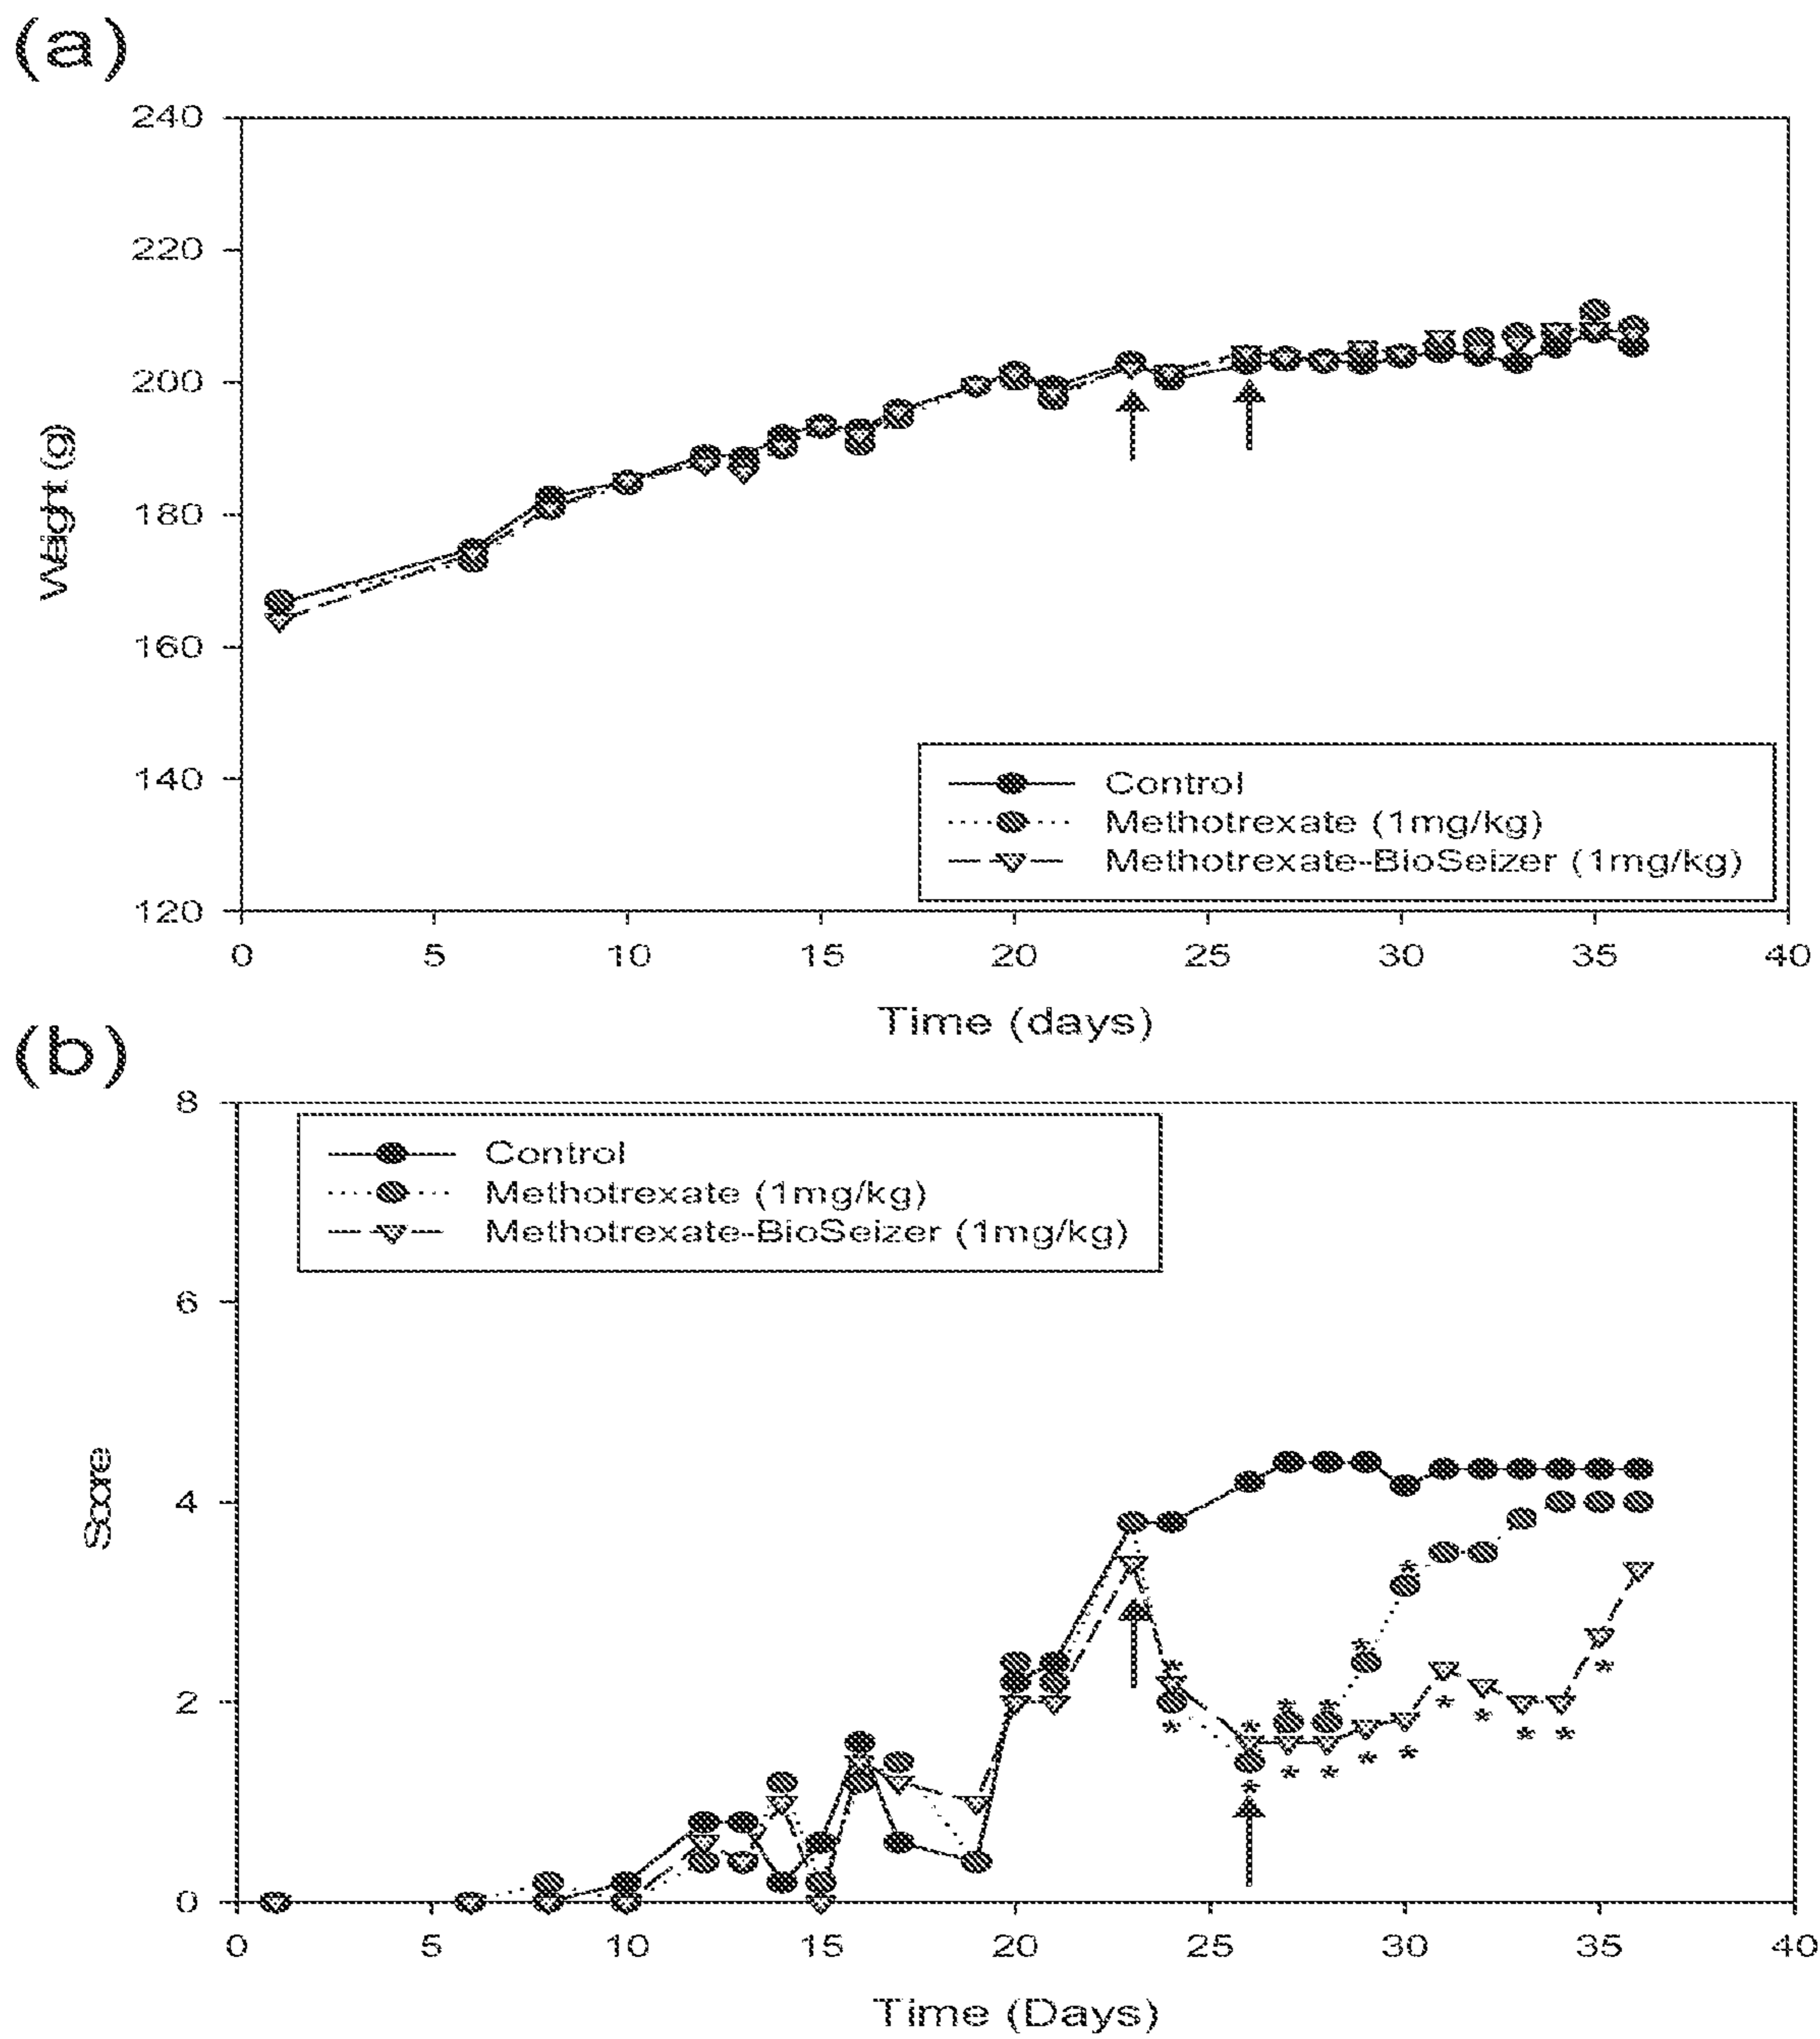 (a)
240
220
200
180
160
140
120
Weight (g)
Control
Methotrexate (1mg/kg)
Methotrexate-BioSeizer (1mg/kg)
0 5 10 15 20 25 30 35 40
Time (days)
(b)
8
6
4
2
0
Score
Control
Methotrexate (1mg/kg)
Methotrexate-BioSeizer (1mg/kg)
* * * * * * * * * * * * * * * * * *
0 5 10 15 20 25 30 35 40
Time (Days)